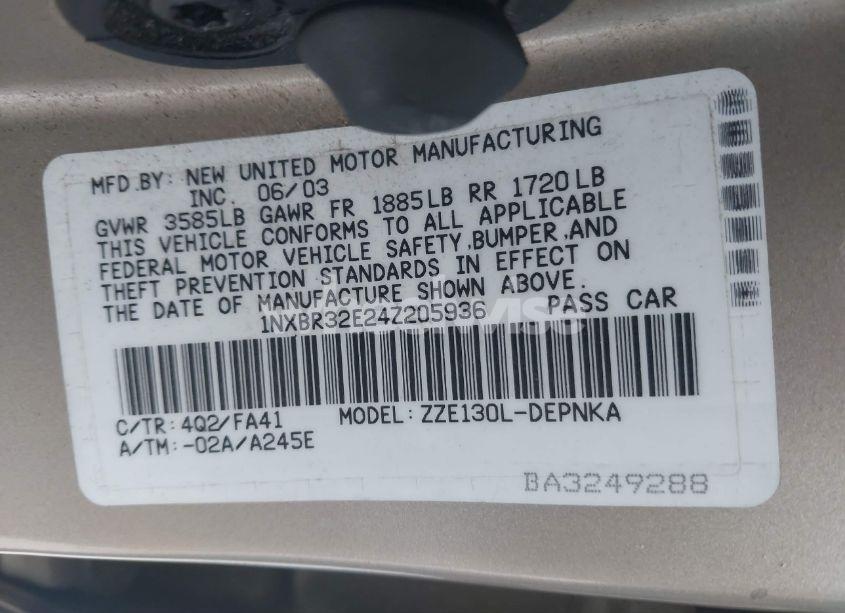 MFD.BY: NEW UNITED MOTOR MANUFACTURING
INC. 06/03
GVWR 3585LB GAWR FR 1885LB RR 1720LB
THIS VEHICLE CONFORMS TO ALL APPLICABLE
FEDERAL MOTOR VEHICLE SAFETY,BUMPER,AND
THEFT PREVENTION STANDARDS IN EFFECT ON
THE DATE OF MANUFACTURE SHOWN ABOVE.
1NXBR32E24Z205936 PASS CAR
C/TR: 4Q2/FA41 MODEL: ZZE130L-DEPNKA
A/TM: -02A/A245E
BA3249288